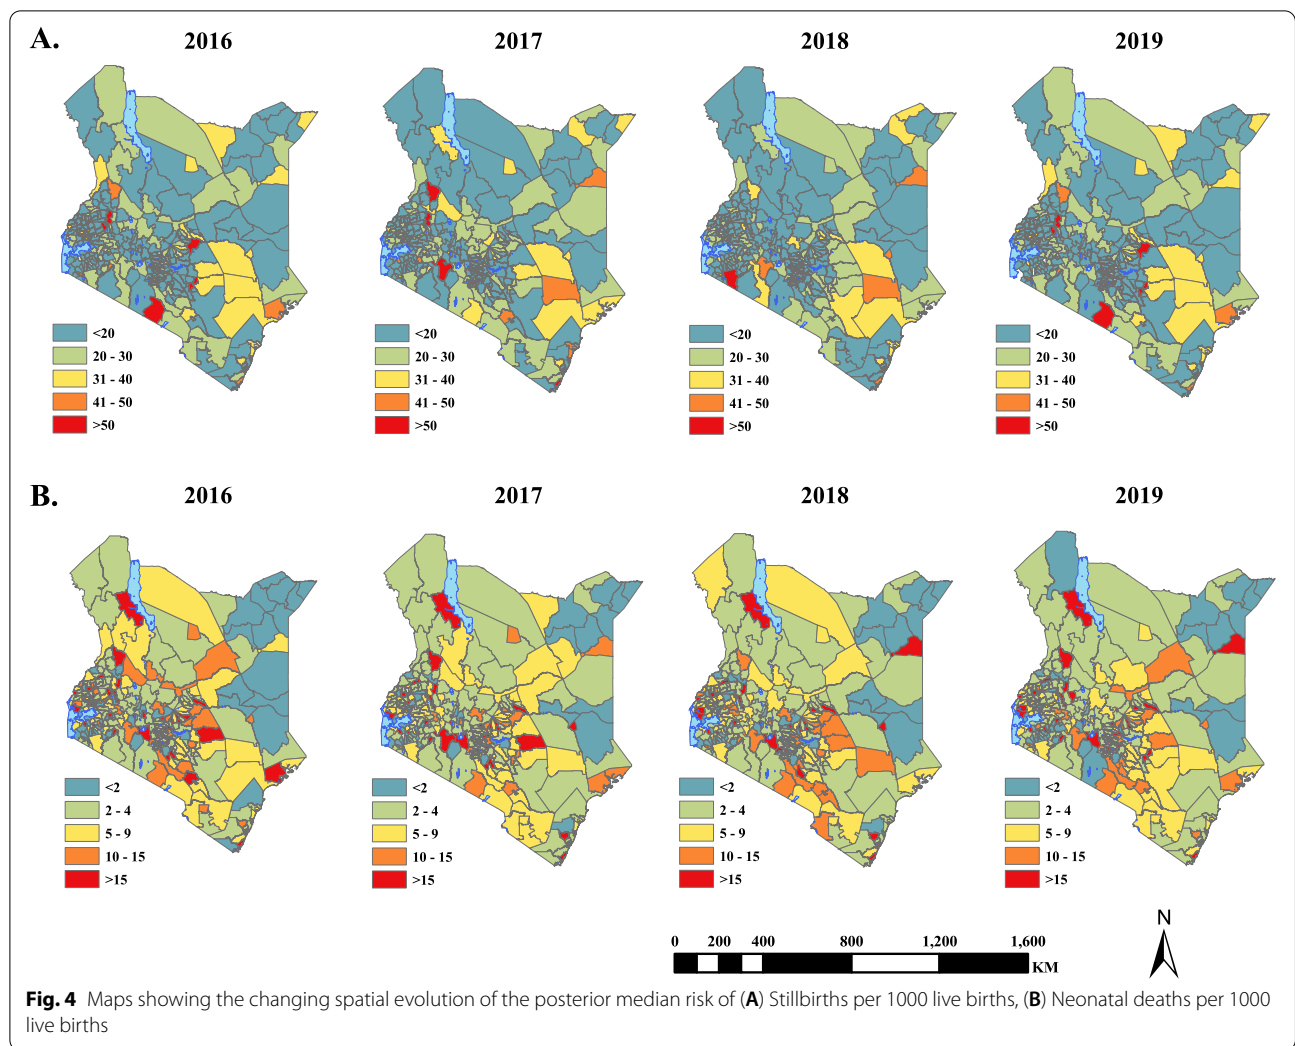 A.
2016
2017
2018
2019
<20
20 - 30
31 - 40
41 - 50
>50
<20
20 - 30
31 - 40
41 - 50
>50
<20
20 - 30
31 - 40
41 - 50
>50
<20
20 - 30
31 - 40
41 - 50
>50
B.
2016
2017
2018
2019
<2
2 - 4
5 - 9
10 - 15
>15
<2
2 - 4
5 - 9
10 - 15
>15
<2
2 - 4
5 - 9
10 - 15
>15
<2
2 - 4
5 - 9
10 - 15
>15
0 200 400 800 1,200 1,600
KM
N
Fig. 4 Maps showing the changing spatial evolution of the posterior median risk of (A) Stillbirths per 1000 live births, (B) Neonatal deaths per 1000
live births